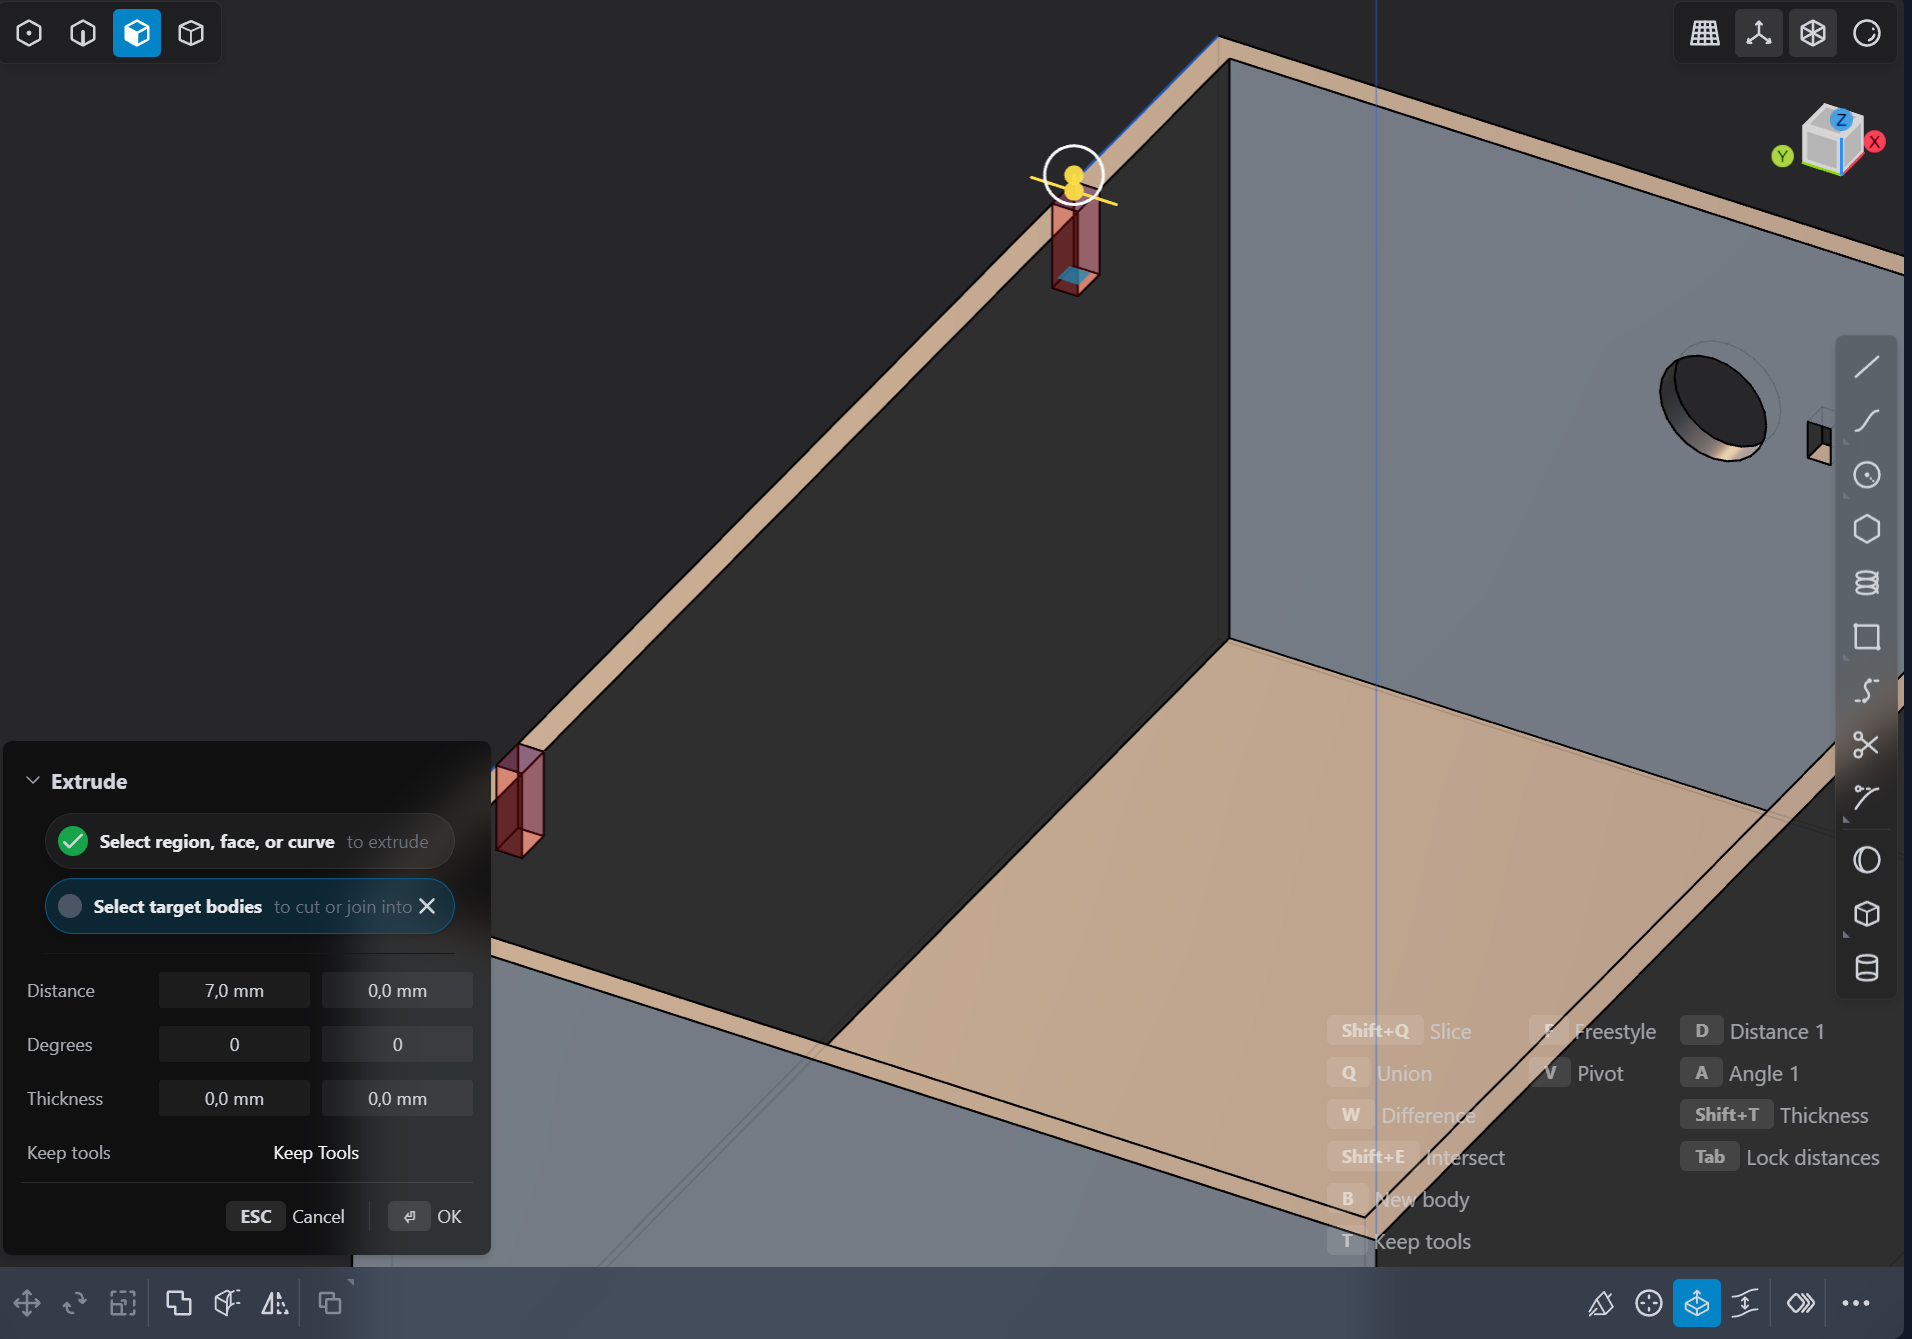 Z
X
Y
Extrude
Select region, face, or curve to extrude
Select target bodies to cut or join into
Distance 7,0 mm 0,0 mm
Degrees 0 0
Thickness 0,0 mm 0,0 mm
Keep tools Keep Tools
ESC Cancel OK
Shift+Q Slice F Freestyle D Distance 1
Q Union V Pivot A Angle 1
W Difference Shift+T Thickness
Shift+E Intersect Tab Lock distances
B New body
T Keep tools